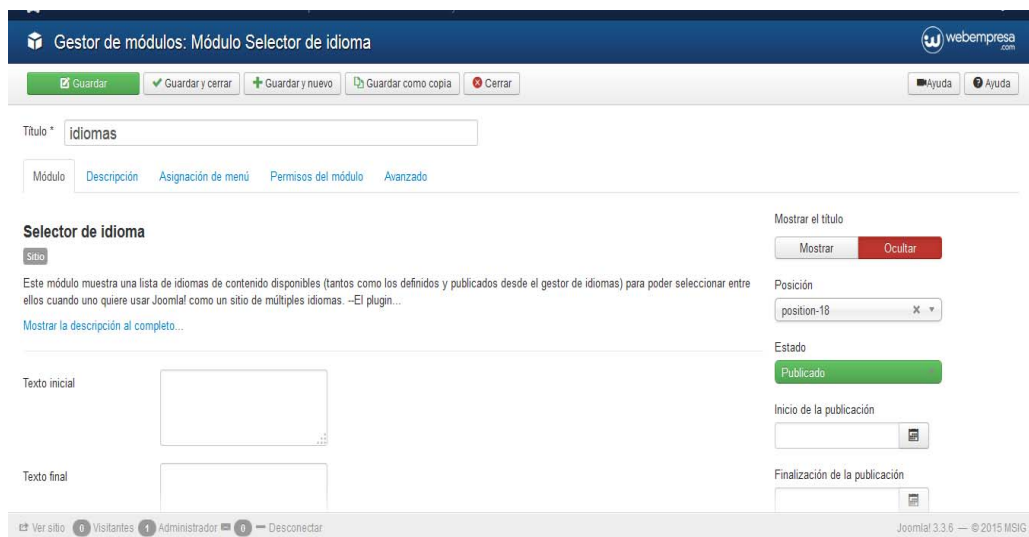 Gestor de módulos: Módulo Selector de idioma
webempresa
.com
Guardar
Guardar y cerrar
Guardar y nuevo
Guardar como copia
Cerrar
Ayuda
Ayuda
Título *
idiomas
Módulo
Descripción
Asignación de menú
Permisos del módulo
Avanzado
Selector de idioma
Sitio
Este módulo muestra una lista de idiomas de contenido disponibles (tantos como los definidos y publicados desde el gestor de idiomas) para poder seleccionar entre
ellos cuando uno quiere usar Joomla! como un sitio de múltiples idiomas. --El plugin...
Mostrar la descripción al completo...
Texto inicial
Texto final
Mostrar el título
Mostrar
Ocultar
Posición
position-18
Estado
Publicado
Inicio de la publicación
Finalización de la publicación
Ver sitio 0 Visitantes 1 Administrador 0 Desconectar
Joomla! 3.3.6 — © 2015 MSIG